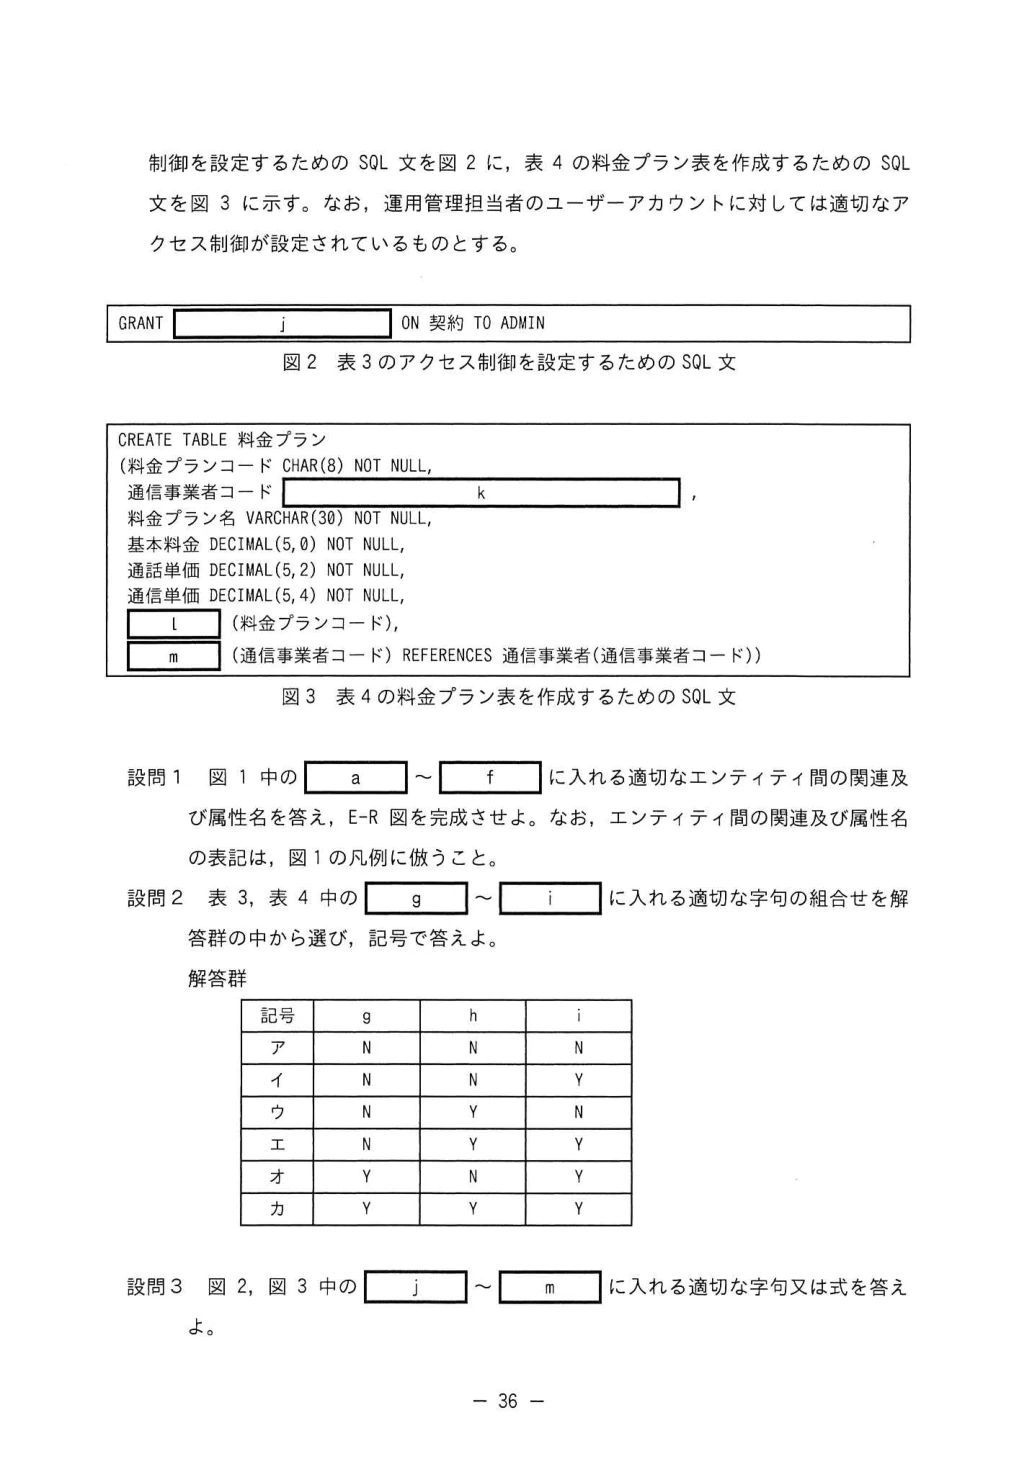 制御を設定するための SQL 文を図 2 に，表 4 の料金プラン表を作成するための SQL
文を図 3 に示す。なお，運用管理担当者のユーザーアカウントに対しては適切なア
クセス制御が設定されているものとする。
GRANT j ON 契約 TO ADMIN
図2 表3のアクセス制御を設定するための SQL 文
CREATE TABLE 料金プラン
(料金プランコード CHAR(8) NOT NULL,
通信事業者コード k ,
料金プラン名 VARCHAR(30) NOT NULL,
基本料金 DECIMAL(5,0) NOT NULL,
通話単価 DECIMAL(5,2) NOT NULL,
通信単価 DECIMAL(5,4) NOT NULL,
l (料金プランコード),
m (通信事業者コード) REFERENCES 通信事業者(通信事業者コード))
図3 表4の料金プラン表を作成するための SQL 文
設問1 図 1 中の a ～ f に入れる適切なエンティティ間の関連及
び属性名を答え，E-R 図を完成させよ。なお，エンティティ間の関連及び属性名
の表記は，図1の凡例に倣うこと。
設問2 表 3，表 4 中の g ～ i に入れる適切な字句の組合せを解
答群の中から選び，記号で答えよ。
解答群
記号 g h i
ア N N N
イ N N Y
ウ N Y N
エ N Y Y
オ Y N Y
カ Y Y Y
設問3 図 2，図 3 中の j ～ m に入れる適切な字句又は式を答え
よ。
－ 36 －